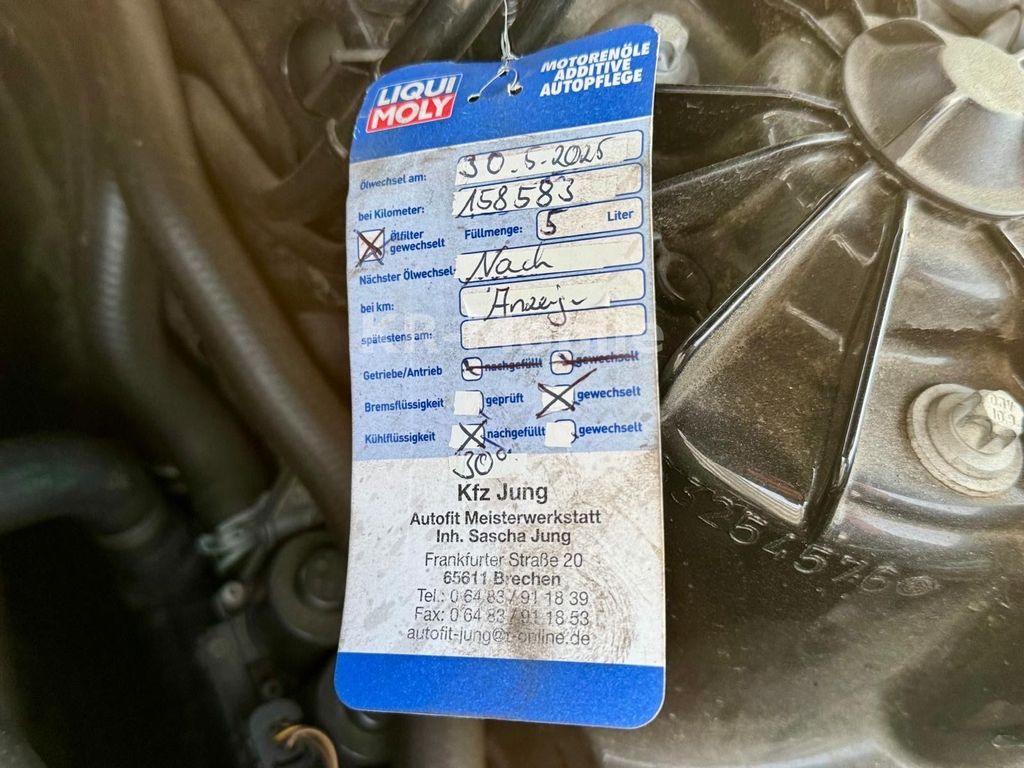 LIQUI
MOLY
MOTORENÖLE
ADDITIVE
AUTOPFLEGE
Ölwechsel am: 30.5.2025
bei Kilometer: 158583
Ölfilter
gewechselt
Füllmenge: 5 Liter
Nächster Ölwechsel: Nach
bei km: Anzeige
spätestens am:
Getriebe/Antrieb nachgefüllt gewechselt
Bremsflüssigkeit geprüft gewechselt
Kühlflüssigkeit nachgefüllt gewechselt
30°
Kfz Jung
Autofit Meisterwerkstatt
Inh. Sascha Jung
Frankfurter Straße 20
65611 Brechen
Tel.: 0 64 83 / 91 18 39
Fax: 0 64 83 / 91 18 53
autofit-jung@t-online.de